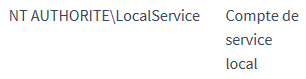 NT AUTHORITE\LocalService Compte de
service
local